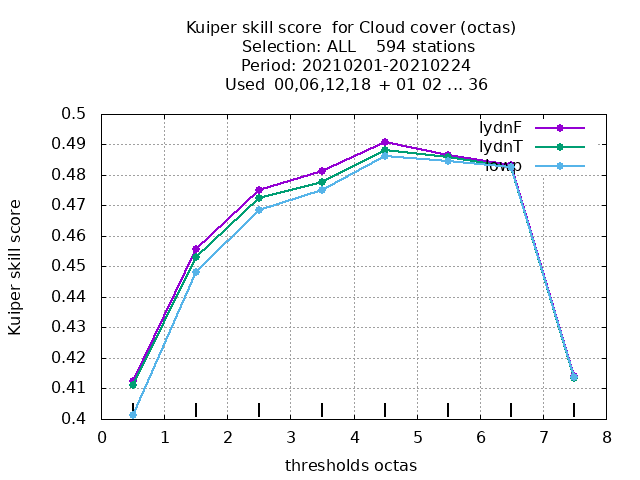 Kuiper skill score  for Cloud cover (octas)
Selection: ALL    594 stations
Period: 20210201-20210224
Used  00,06,12,18  + 01 02 ... 36
lydnF
lydnT
Kuiper skill score
0.5
0.49
0.48
0.47
0.46
0.45
0.44
0.43
0.42
0.41
0.4
0 1 2 3 4 5 6 7 8
thresholds octas